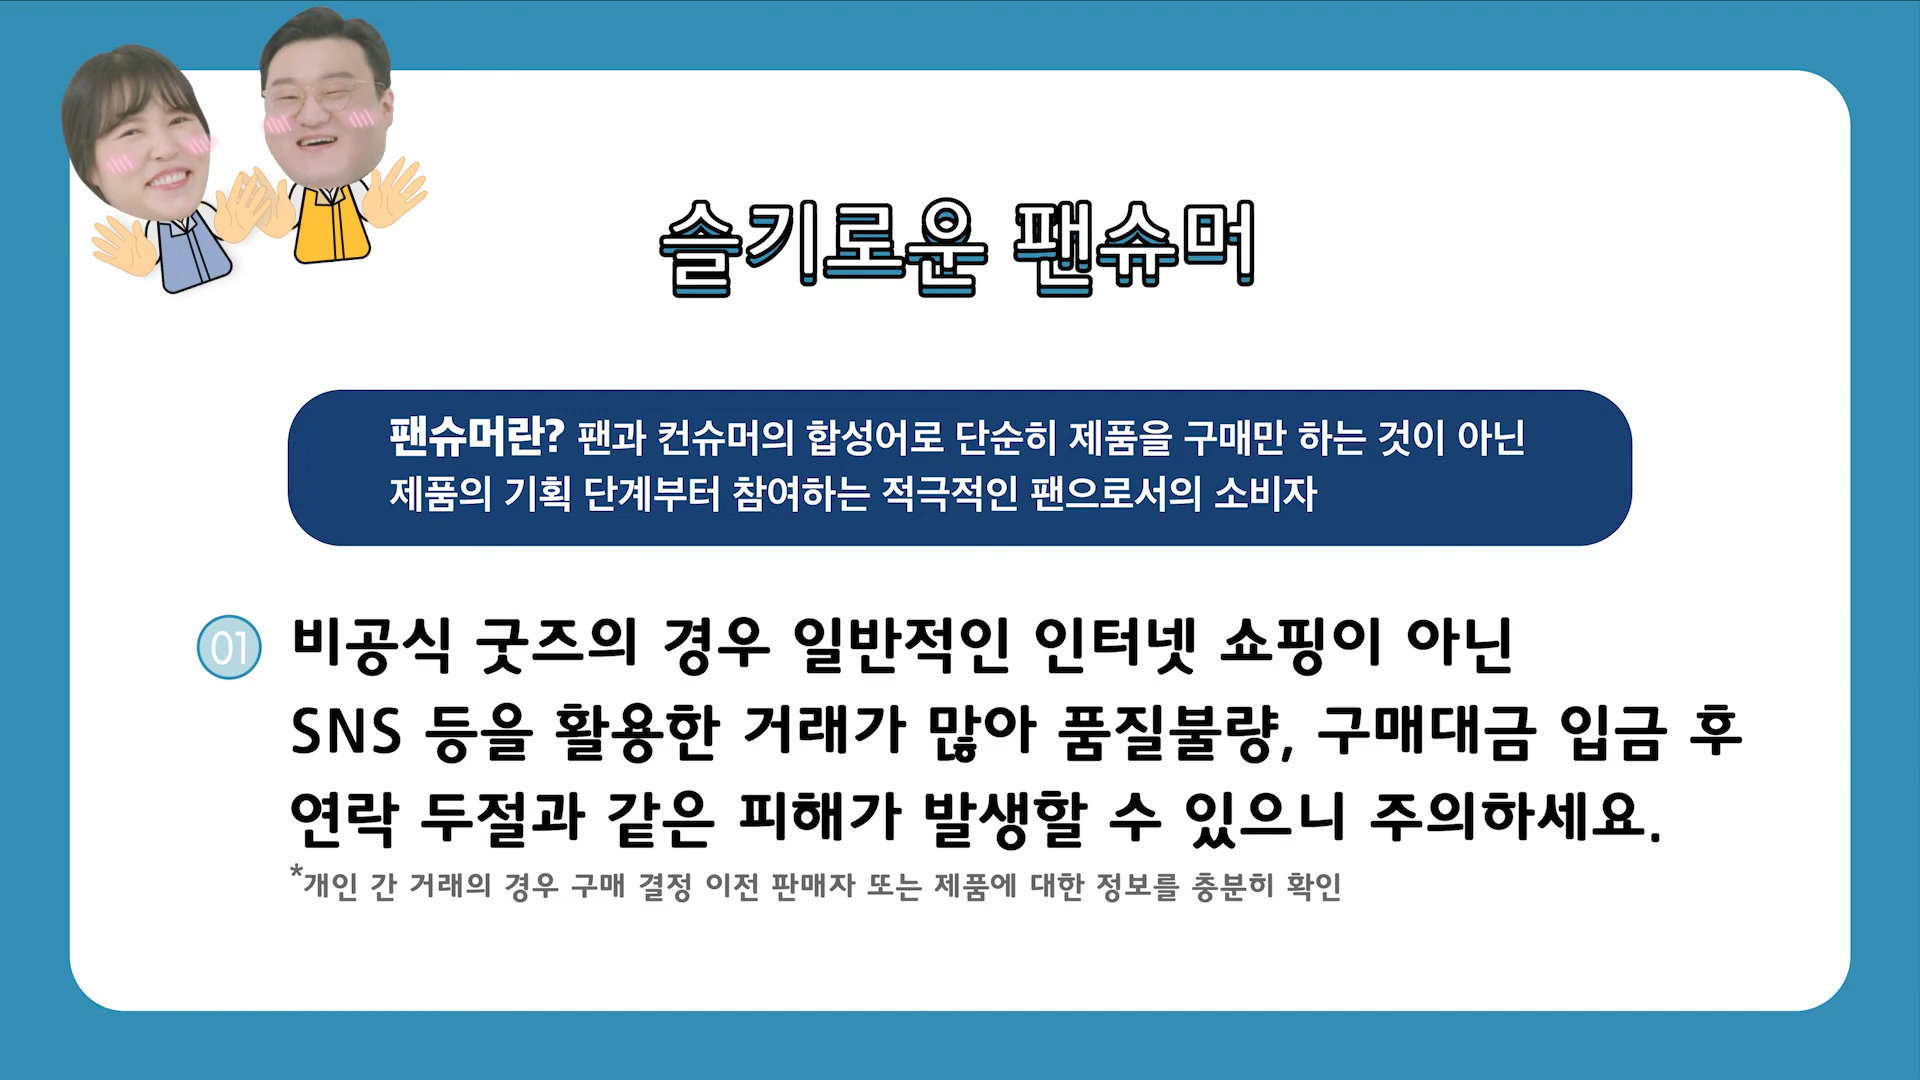 슬기로운 팬슈머
팬슈머란? 팬과 컨슈머의 합성어로 단순히 제품을 구매만 하는 것이 아닌
제품의 기획 단계부터 참여하는 적극적인 팬으로서의 소비자
01 비공식 굿즈의 경우 일반적인 인터넷 쇼핑이 아닌
SNS 등을 활용한 거래가 많아 품질불량, 구매대금 입금 후
연락 두절과 같은 피해가 발생할 수 있으니 주의하세요.
*개인 간 거래의 경우 구매 결정 이전 판매자 또는 제품에 대한 정보를 충분히 확인